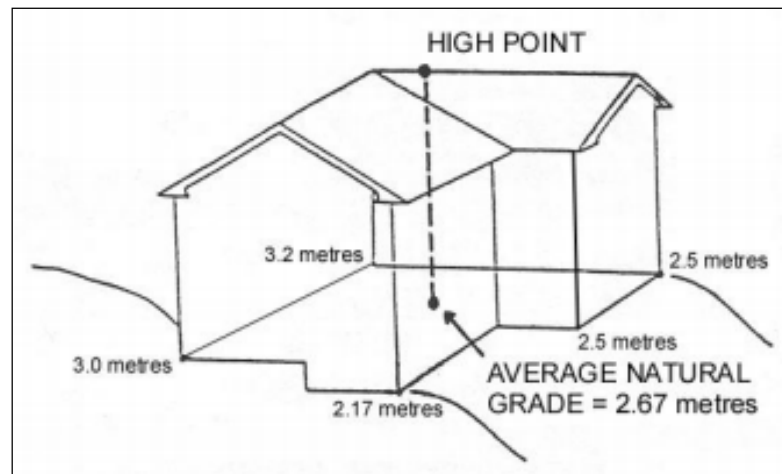 HIGH POINT
3.2 metres
2.5 metres
3.0 metres
2.5 metres
2.17 metres
AVERAGE NATURAL
GRADE = 2.67 metres